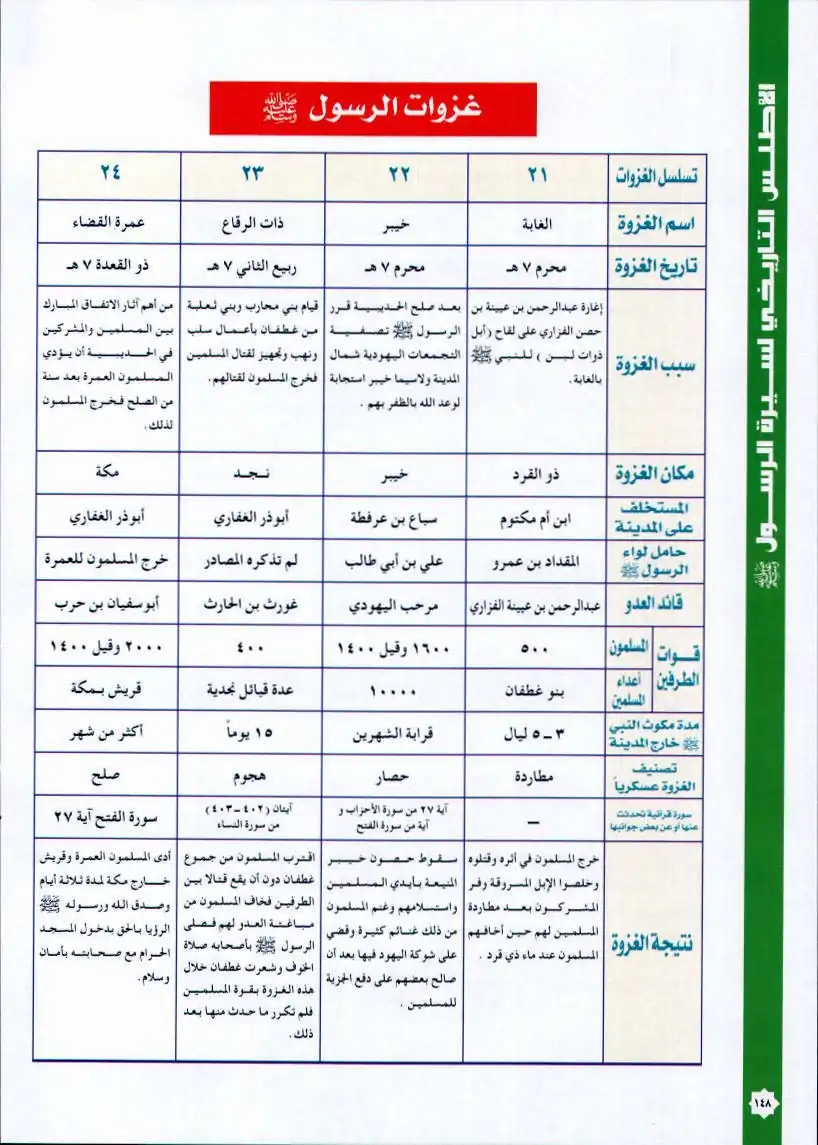 غزوات الرسول ﷺ
تسلسل الغزوات ٢١ ٢٢ ٢٣ ٢٤
اسم الغزوة الغابة خيبر ذات الرقاع عمرة القضاء
تاريخ الغزوة محرم ٧ هـ محرم ٧ هـ ربيع الثاني ٧ هـ ذو القعدة ٧ هـ
سبب الغزوة
إغارة عبدالرحمن بن عيينة بن
حصن الفزاري على لقاح (أبل
ذوات لبن ) للنبي ﷺ
بالغابة.
بعد صلح الحديبية قرر
الرسول ﷺ تصفية
التجمعات اليهودية شمال
المدينة ولاسيما خيبر استجابة
لوعد الله بالظفر بهم .
قيام بني محارب وبني ثعلبة
من غطفان بأعمال سلب
ونهب وتجهيز لقتال المسلمين
فخرج المسلمون لقتالهم.
من أهم آثار الاتفاق المبارك
بين المسلمين والمشركين
في الحديبية أن يؤدي
المسلمون العمرة بعد سنة
من الصلح فخرج المسلمون
لذلك.
مكان الغزوة ذو القرد خيبر نجد مكة
المستخلف
على المدينة
ابن أم مكتوم سباع بن عرفطة أبوذر الغفاري أبوذر الغفاري
حامل لواء
الرسول ﷺ
المقداد بن عمرو علي بن أبي طالب لم تذكره المصادر خرج المسلمون للعمرة
قائد العدو عبدالرحمن بن عيينة الفزاري مرحب اليهودي غورث بن الحارث أبوسفيان بن حرب
قوات
الطرفين
المسلمون ٥٠٠ ١٦٠٠ وقيل ١٤٠٠ ٤٠٠ ٢٠٠٠ وقيل ١٤٠٠
أعداء
المسلمين
بنو غطفان ١٠٠٠٠ عدة قبائل نجدية قريش بمكة
مدة مكوث النبي
ﷺ خارج المدينة
٣ - ٥ ليال قرابة الشهرين ١٥ يوماً أكثر من شهر
تصنيف
الغزوة عسكرياً
مطاردة حصار هجوم صلح
سورة قرآنية تحدثت
عنها أو عن بعض جوانبها
–
آية ٢٧ من سورة الأحزاب و
آية من سورة الفتح
آيتان (٤٠٢ – ٤٠٣)
من سورة النساء
سورة الفتح آية ٢٧
نتيجة الغزوة
خرج المسلمون في أثره وقتلوه
وخلصوا الإبل المسروقة وفر
المشركون بعد مطاردة
المسلمين لهم حين أخافهم
المسلمون عند ماء ذي قرد .
سقوط حصون خيبر
المنيعة بأيدي المسلمين
واستسلامهم وغنم المسلمون
من ذلك غنائم كثيرة وقضي
على شوكة اليهود فيها بعد أن
صالح بعضهم على دفع الجزية
للمسلمين .
اقترب المسلمون من جموع
غطفان دون أن يقع قتالا بين
الطرفين فخاف المسلمون من
مباغتة العدو لهم فصلى
الرسول ﷺ بأصحابه صلاة
الخوف وشعرت غطفان خلال
هذه الغزوة بقوة المسلمين
فلم تكرر ما حدث منها بعد
ذلك.
أدى المسلمون العمرة وقريش
خارج مكة لمدة ثلاثة أيام
وصدق الله ورسوله ﷺ
الرؤيا بالحق بدخول المسجد
الحرام مع صحابته بأمان
وسلام.
الأطلس التاريخي لسيرة الرسول ﷺ
١٤٨